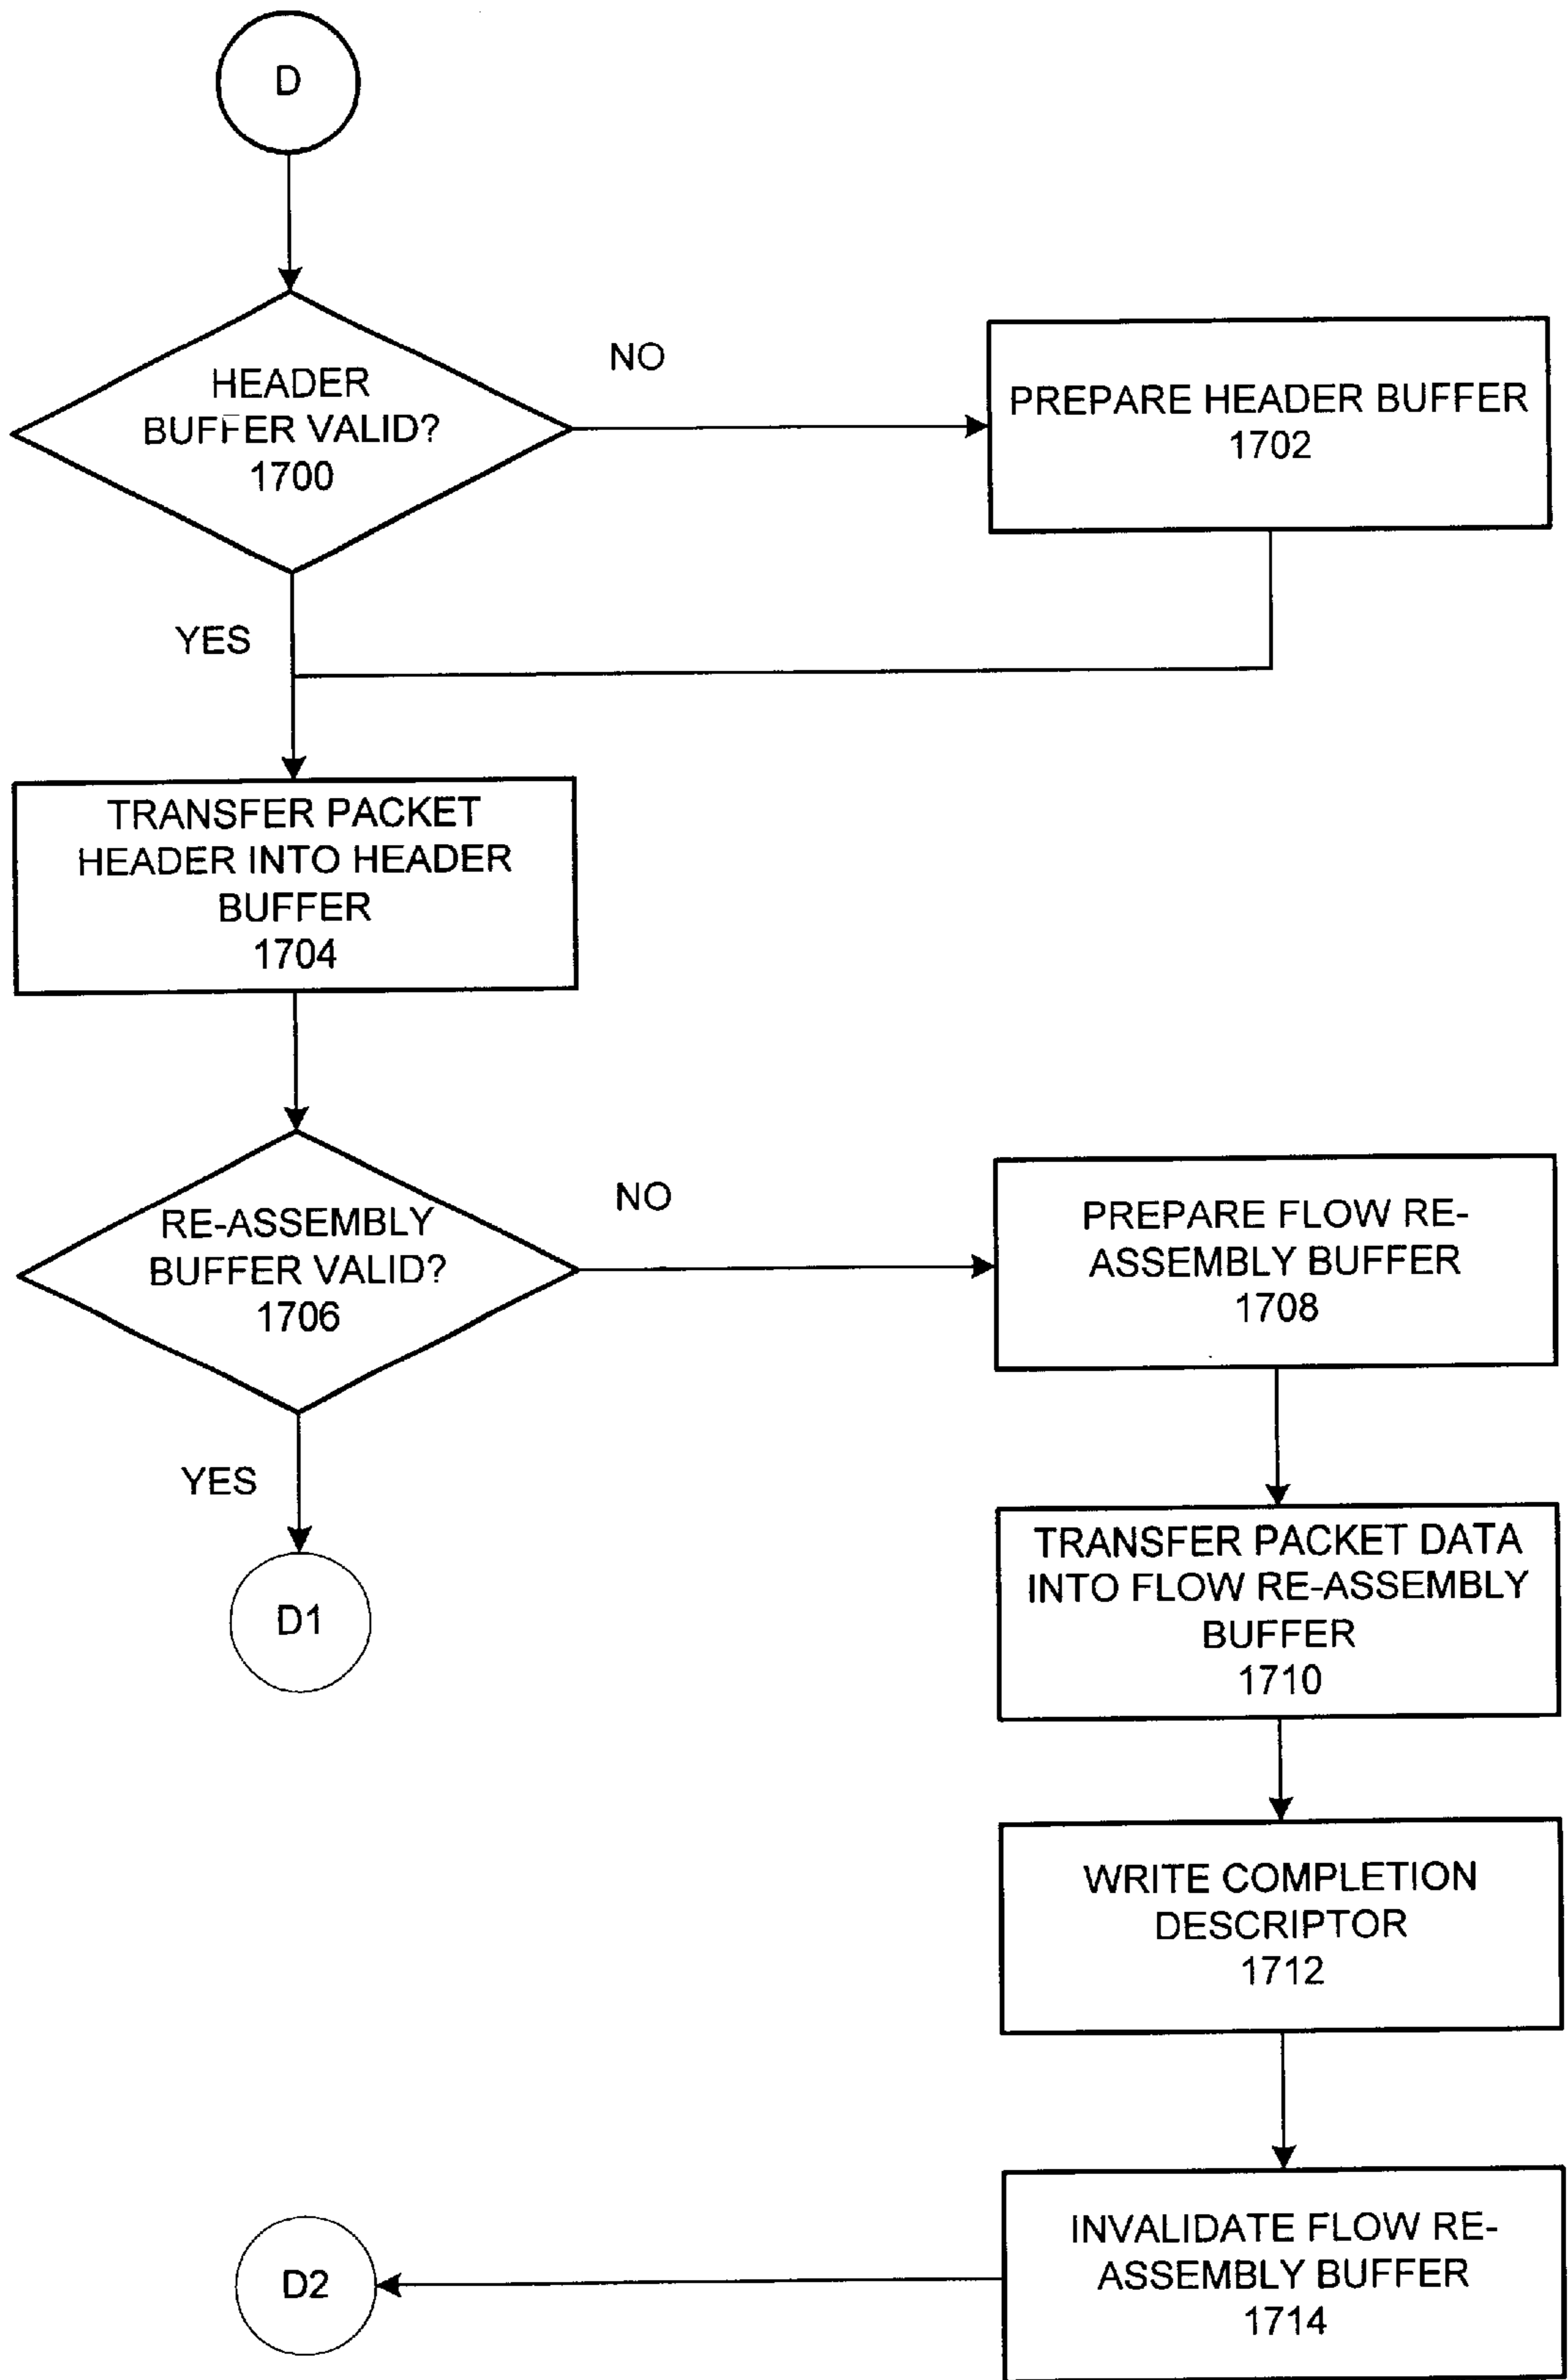 D
HEADER
BUFFER VALID?
1700
NO
PREPARE HEADER BUFFER
1702
YES
TRANSFER PACKET
HEADER INTO HEADER
BUFFER
1704
RE-ASSEMBLY
BUFFER VALID?
1706
NO
PREPARE FLOW RE-
ASSEMBLY BUFFER
1708
YES
D1
TRANSFER PACKET DATA
INTO FLOW RE-ASSEMBLY
BUFFER
1710
WRITE COMPLETION
DESCRIPTOR
1712
INVALIDATE FLOW RE-
ASSEMBLY BUFFER
1714
D2